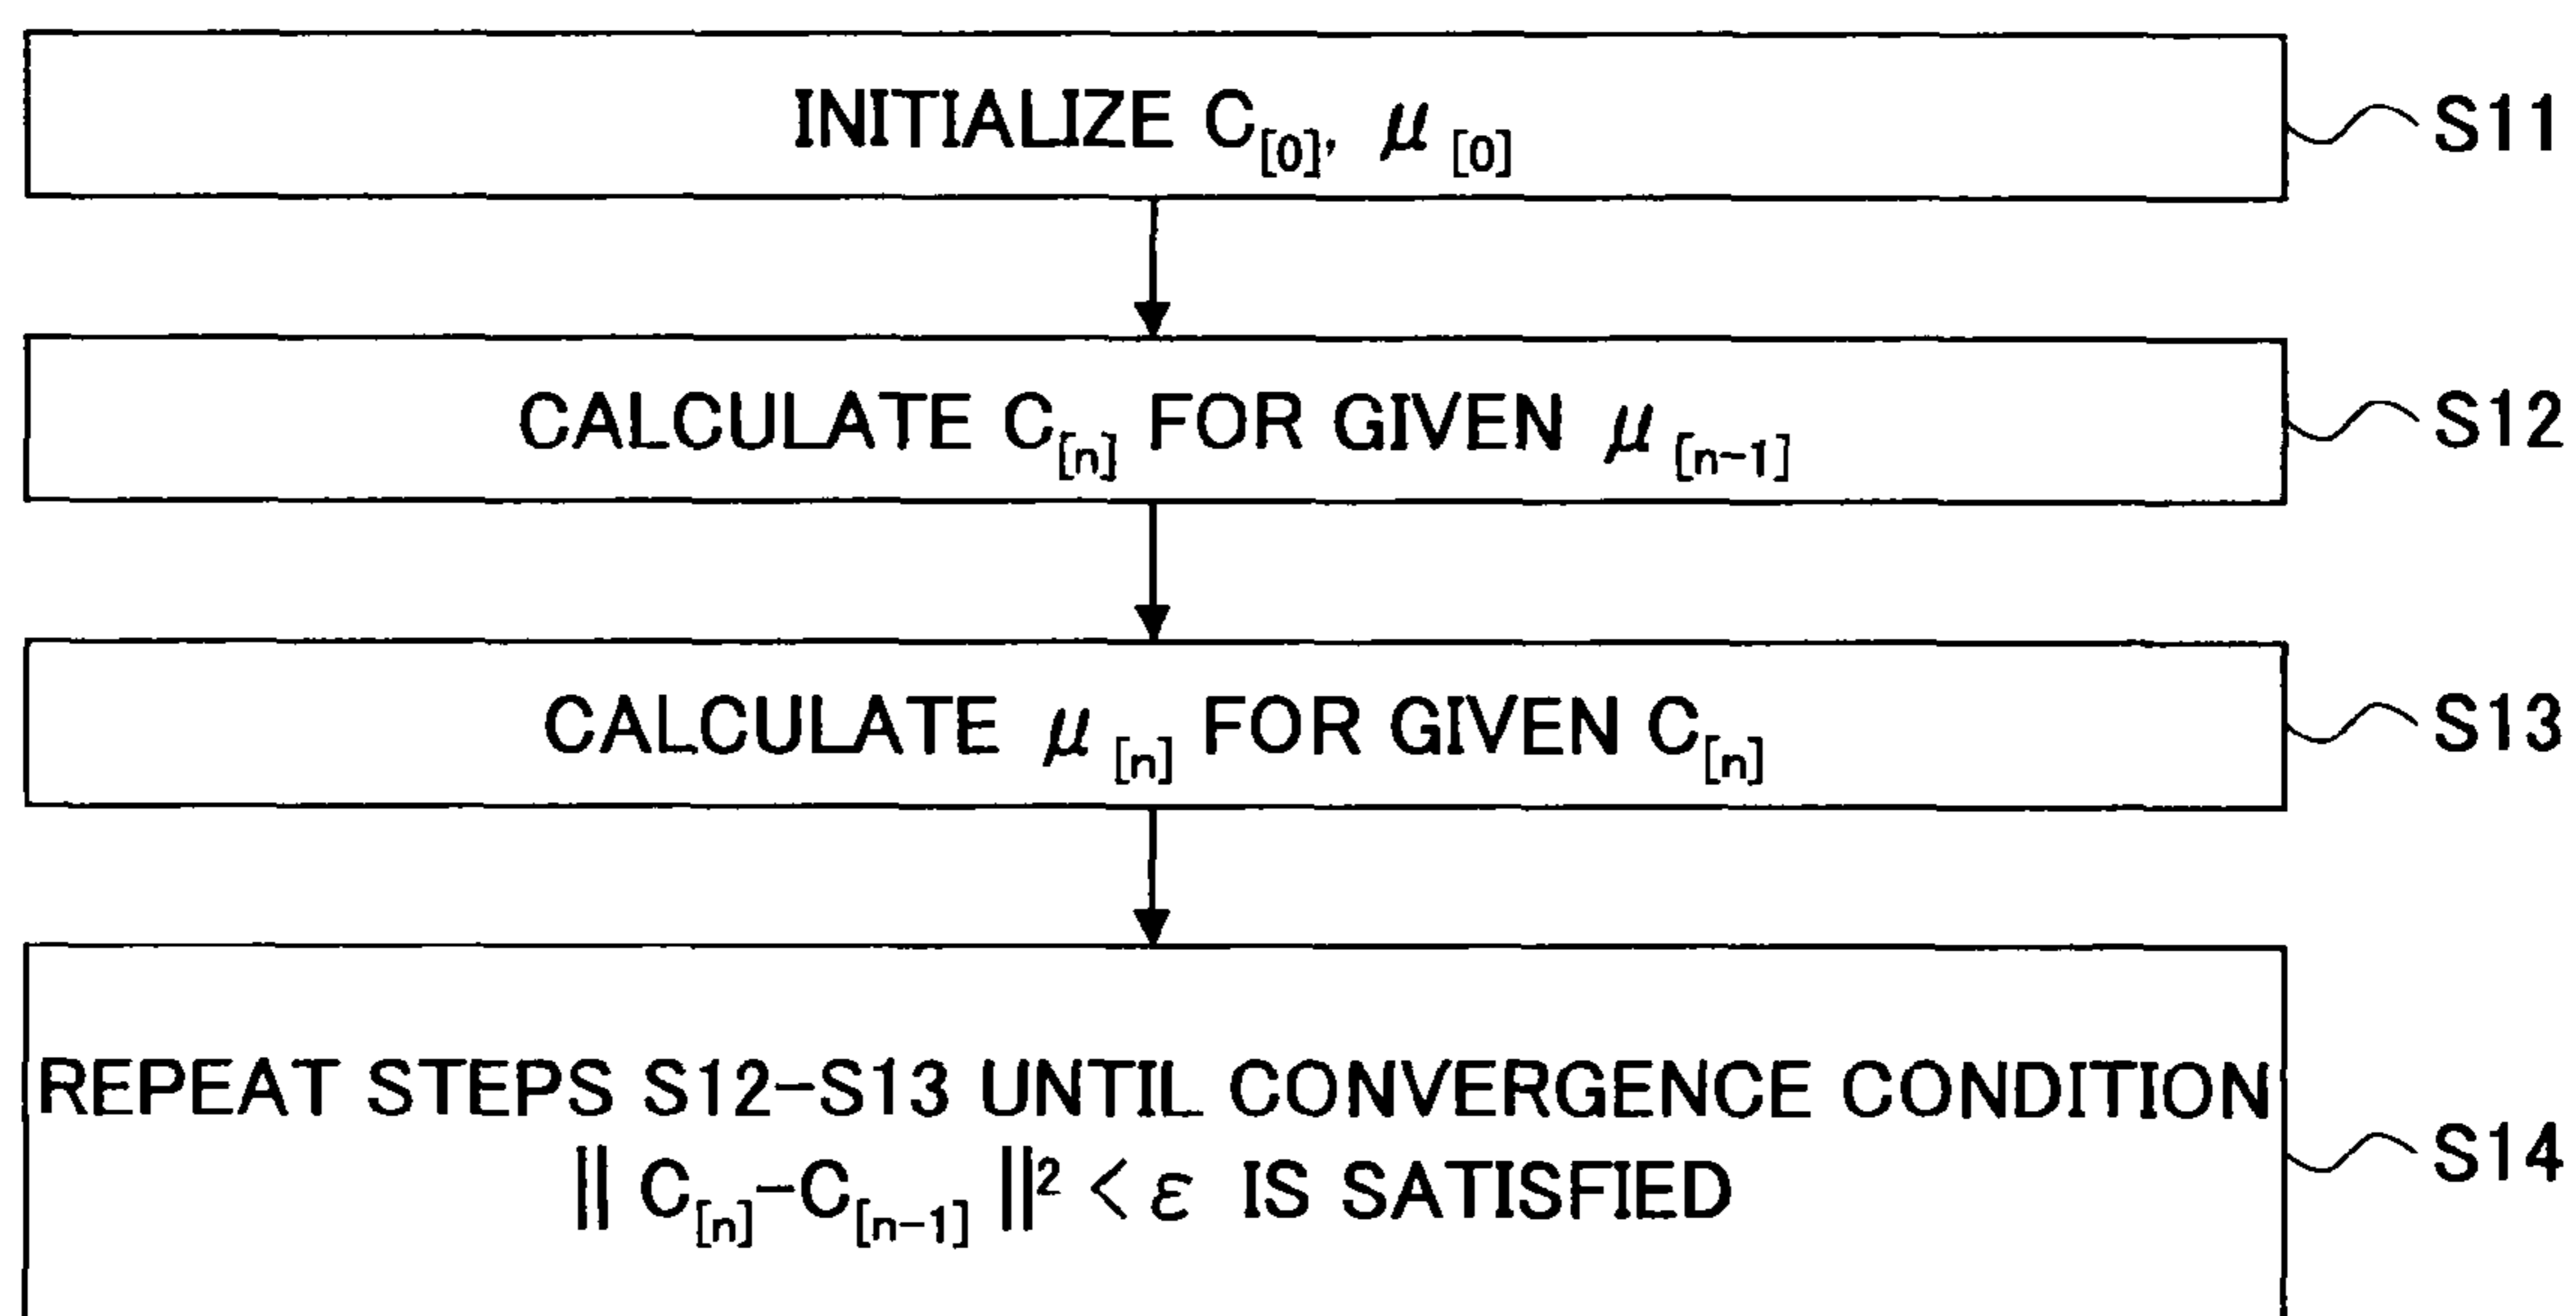 INITIALIZE C[0], μ[0]
S11
CALCULATE C[n] FOR GIVEN μ[n-1]
S12
CALCULATE μ[n] FOR GIVEN C[n]
S13
REPEAT STEPS S12-S13 UNTIL CONVERGENCE CONDITION
|| C[n]-C[n-1] ||² < ε IS SATISFIED
S14